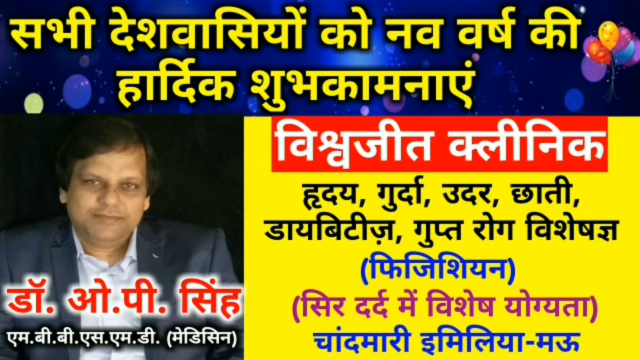 सभी देशवासियों को नव वर्ष की
हार्दिक शुभकामनाएं
विश्वजीत क्लीनिक
हृदय, गुर्दा, उदर, छाती,
डायबिटीज़, गुप्त रोग विशेषज्ञ
(फिजिशियन)
(सिर दर्द में विशेष योग्यता)
चांदमारी इमिलिया-मऊ
डॉ. ओ.पी. सिंह
एम.बी.बी.एस.एम.डी. (मेडिसिन)